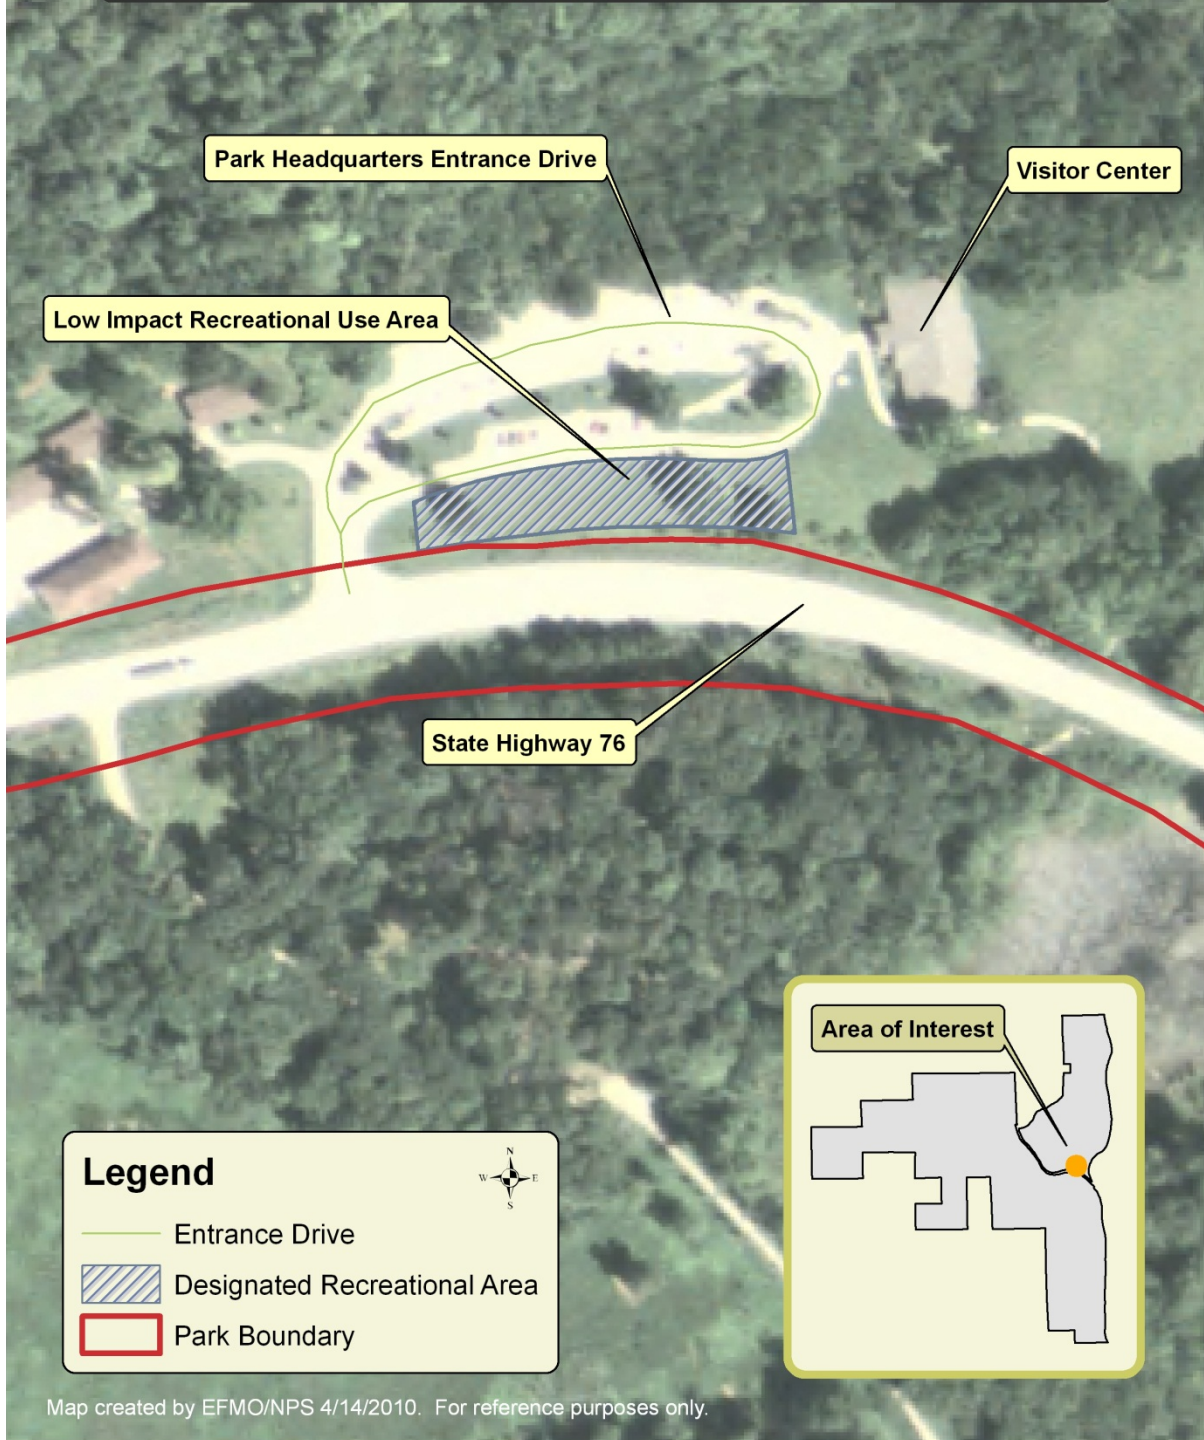 Park Headquarters Entrance Drive
Visitor Center
Low Impact Recreational Use Area
State Highway 76
Area of Interest
Legend
N
W E
S
Entrance Drive
Designated Recreational Area
Park Boundary
Map created by EFMO/NPS 4/14/2010. For reference purposes only.